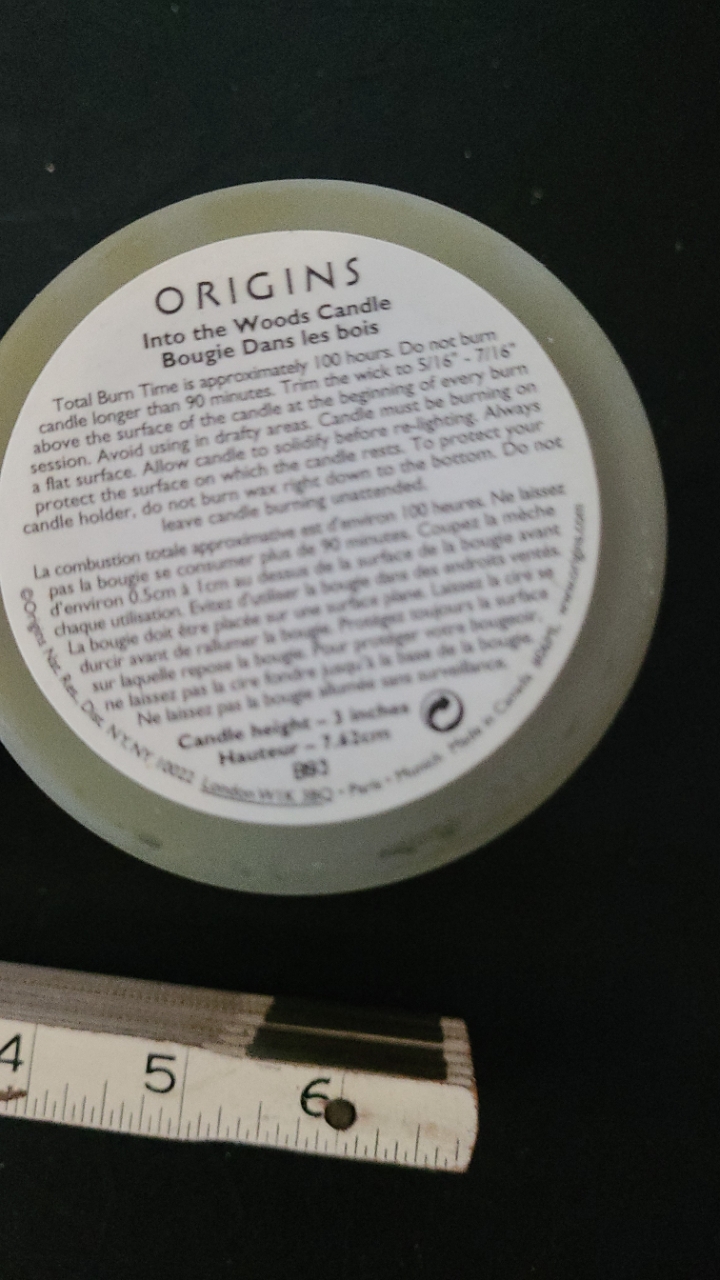 ORIGINS
Into the Woods Candle
Bougie Dans les bois
Total Burn Time is approximately 100 hours. Do not burn
candle longer than 90 minutes. Trim the wick to 5/16" - 7/16"
above the surface of the candle at the beginning of every burn
session. Avoid using in drafty areas. Candle must be burning on
a flat surface. Allow candle to solidify before re-lighting. Always
protect the surface on which the candle rests. To protect your
candle holder, do not burn wax right down to the bottom. Do not
leave candle burning unattended.
La combustion totale approximative est d'environ 100 heures. Ne laissez
pas la bougie se consumer plus de 90 minutes. Coupez la mèche
d'environ 0.5cm à 1cm au dessus de la surface de la bougie avant
chaque utilisation. Evitez d'utiliser la bougie dans des endroits ventés.
La bougie doit être placée sur une surface plane. Laissez la cire se
durcir avant de rallumer la bougie. Protégez toujours la surface
sur laquelle repose la bougie. Pour protéger votre bougeoir,
ne laissez pas la cire fondre jusqu'à la base de la bougie.
Ne laissez pas la bougie allumée sans surveillance.
Candle height – 3 inches
Hauteur – 7.62cm
©Origins Nat. Res., Dist. NY, NY, 10022 London W1K 3BQ • Paris • Munich Made in Canada www.origins.com
4 5 6